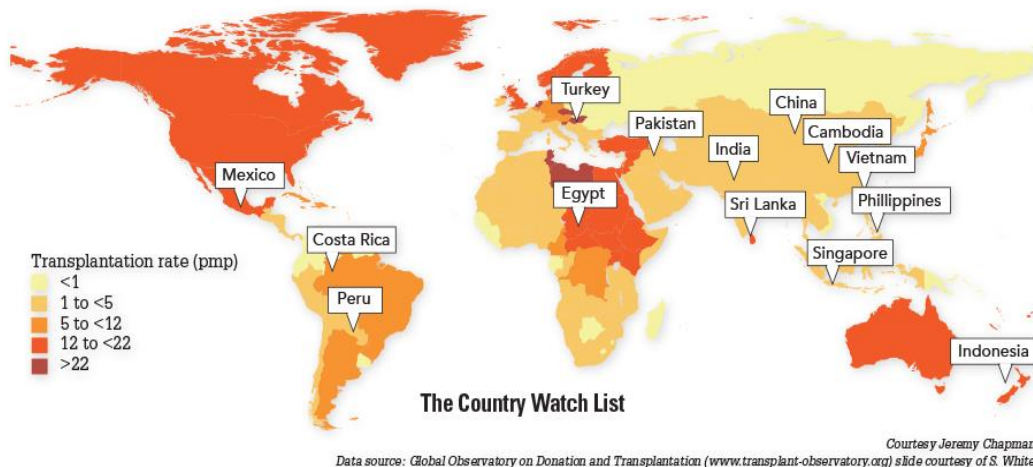 Turkey
China
Pakistan
Cambodia
India
Vietnam
Mexico
Egypt
Sri Lanka
Phillippines
Costa Rica
Singapore
Transplantation rate (pmp)
<1
1 to <5
Peru
5 to <12
12 to <22
Indonesia
>22
The Country Watch List
Courtesy Jeremy Chapman
Data source: Global Observatory on Donation and Transplantation (www.transplant-observatory.org) slide courtesy of S. White